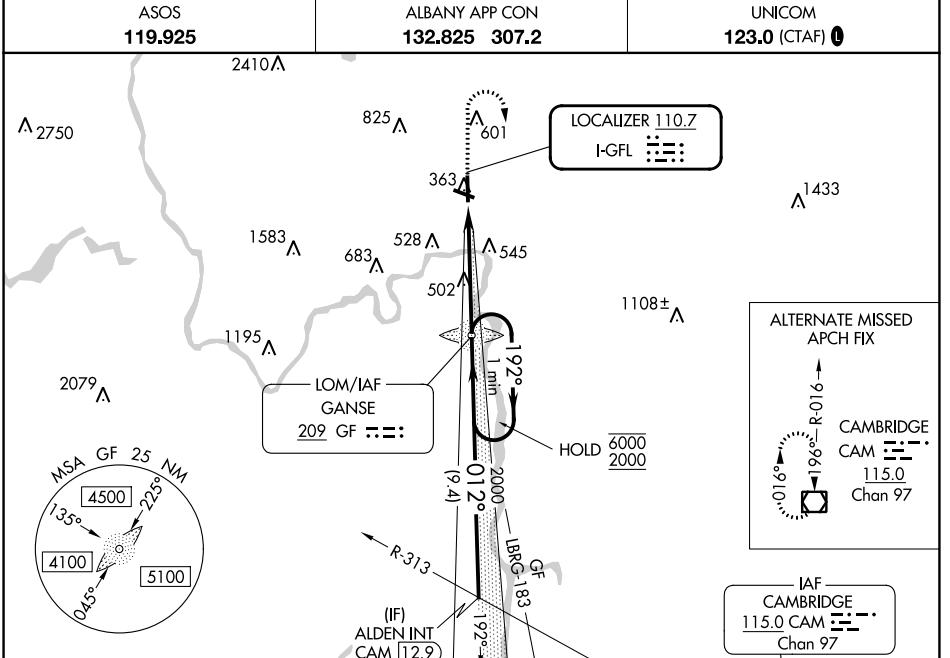 ASOS
119.925
ALBANY APP CON
132.825 307.2
UNICOM
123.0 (CTAF) L
2410
2750
825
601
LOCALIZER 110.7
I-GFL
363
1433
1583
528
545
683
502
1108±
1195
2079
LOM/IAF
GANSE
209 GF
192°
1 min
HOLD 6000
2000
ALTERNATE MISSED
APCH FIX
R-016
196°
016°
CAMBRIDGE
CAM
115.0
Chan 97
MSA GF 25 NM
4500
225°
135°
4100
5100
045°
012°
2000
(9.4)
GF
LBRG-183
R-313
(IF)
ALDEN INT
CAM 12.9
192°
IAF
CAMBRIDGE
115.0 CAM
Chan 97